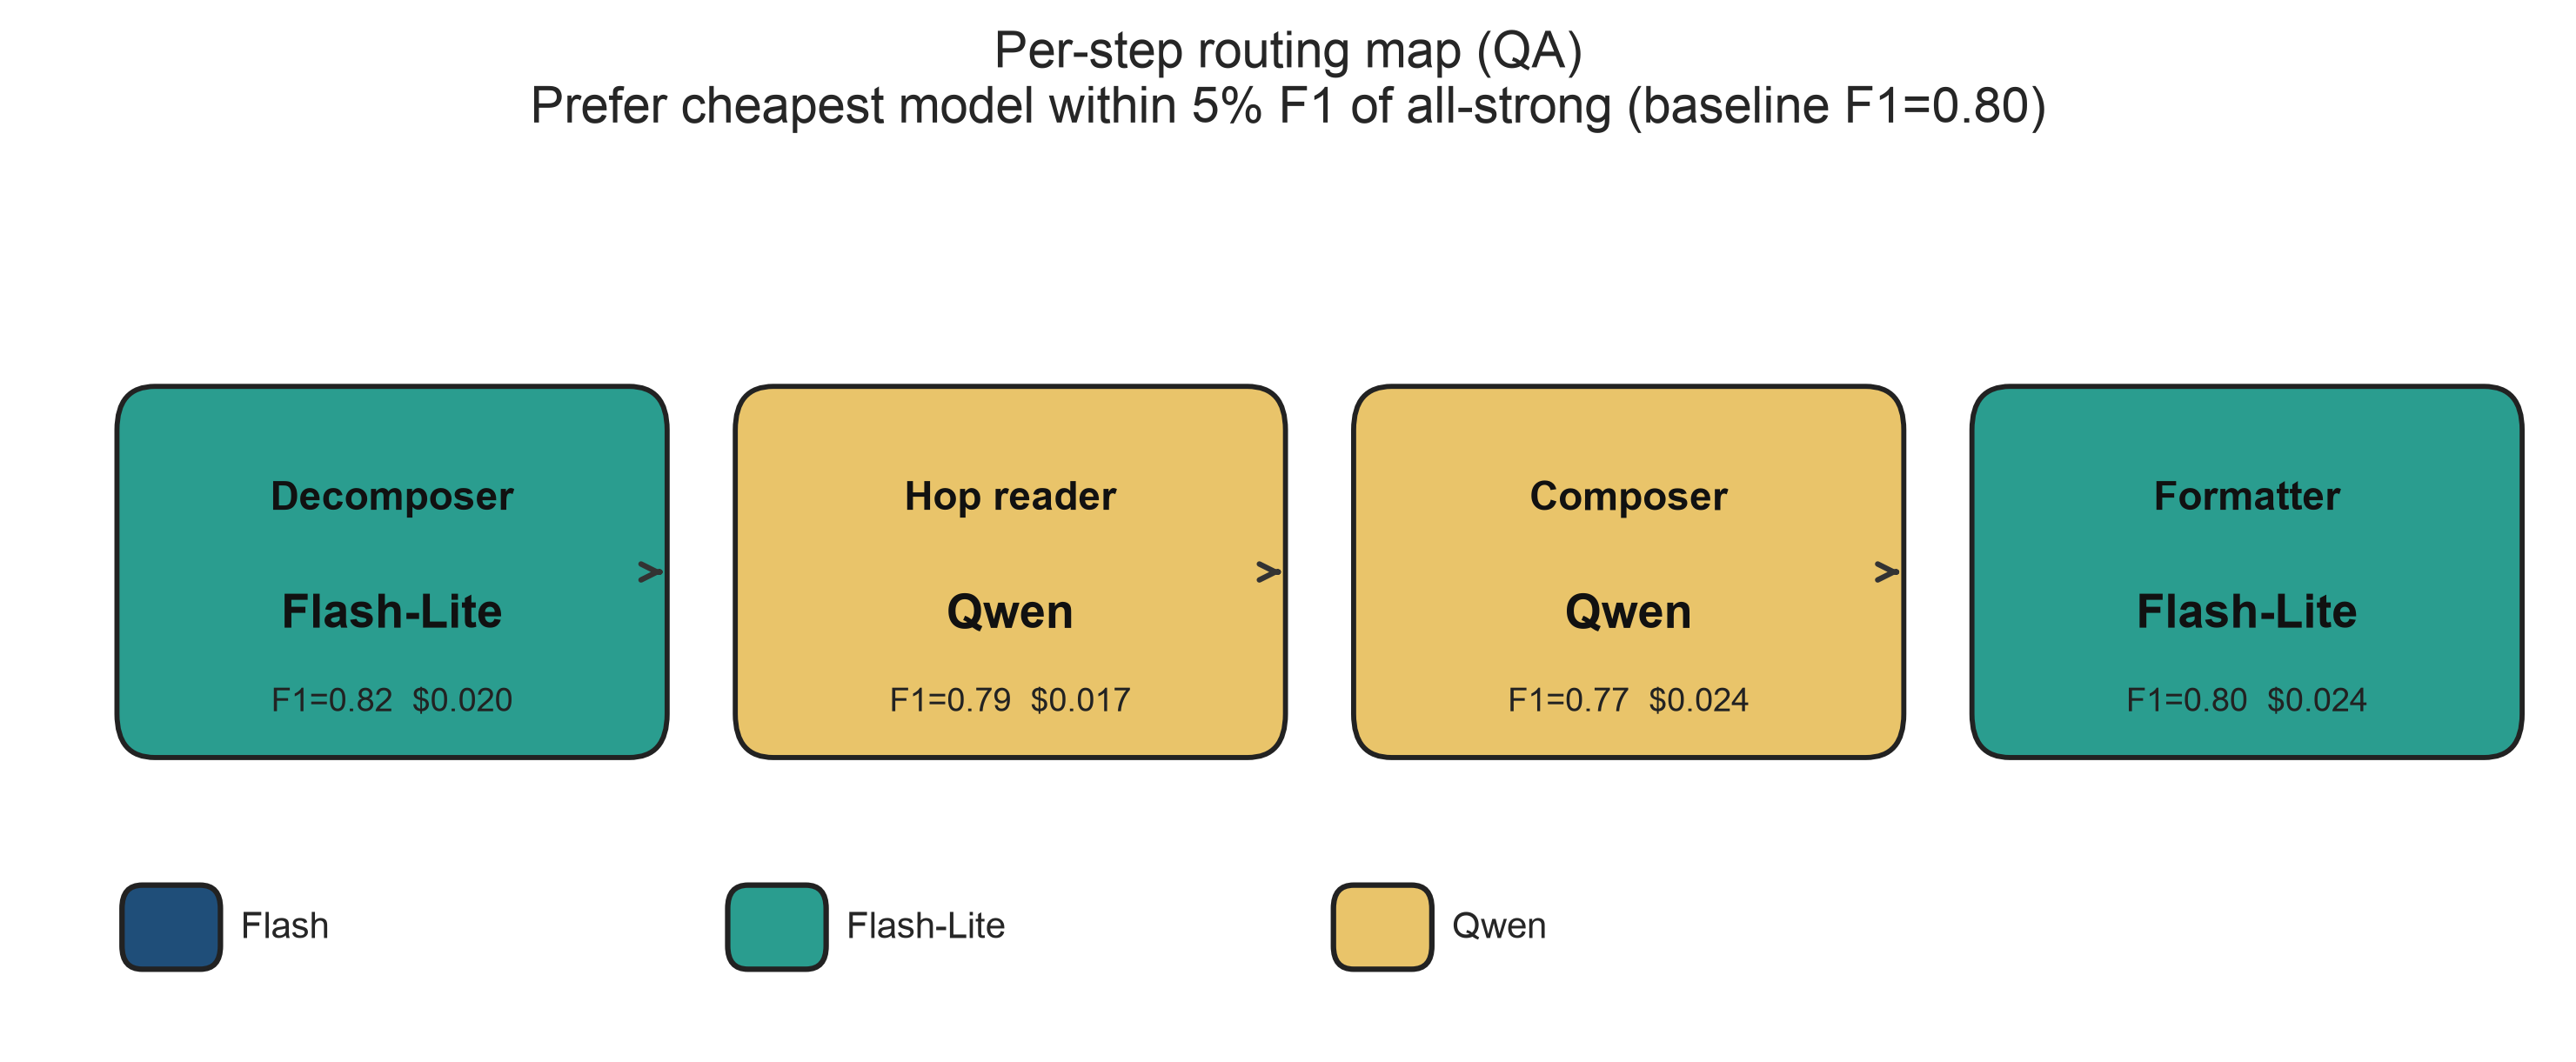 Per-step routing map (QA)
Prefer cheapest model within 5% F1 of all-strong (baseline F1=0.80)
Decomposer
Flash-Lite
F1=0.82 $0.020
Hop reader
Qwen
F1=0.79 $0.017
Composer
Qwen
F1=0.77 $0.024
Formatter
Flash-Lite
F1=0.80 $0.024
Flash
Flash-Lite
Qwen